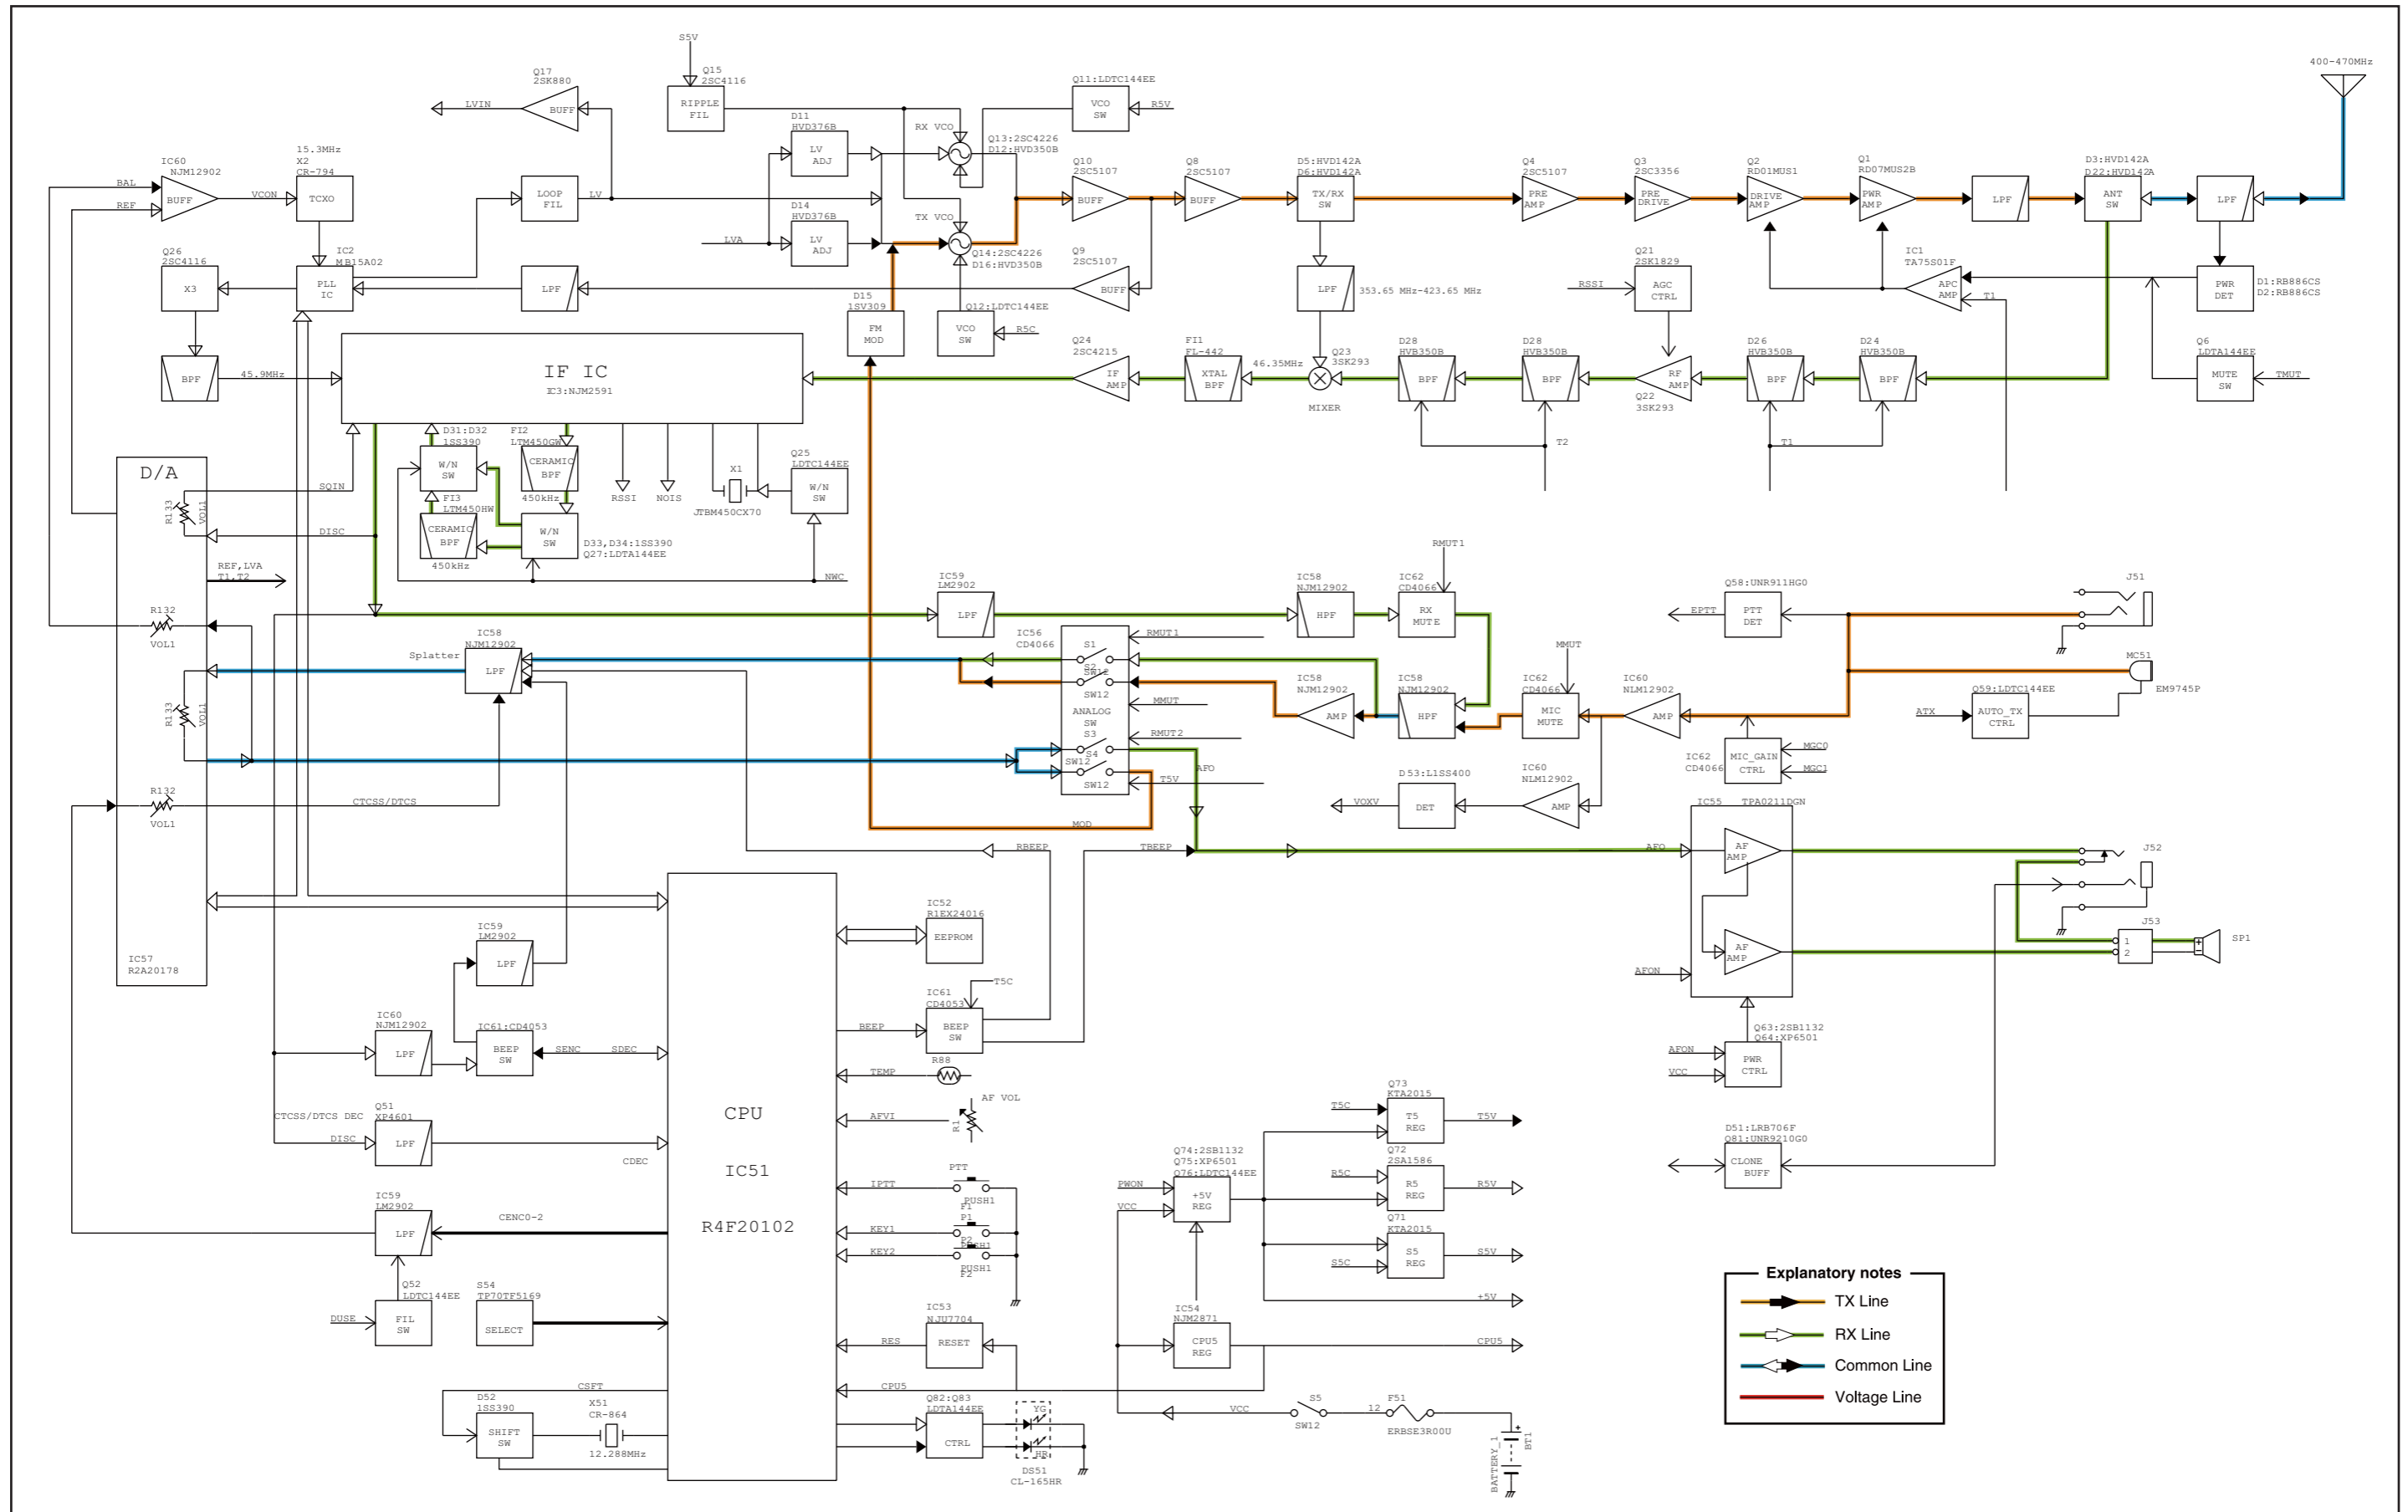 S5V
Q17
2SK880
BUFF
LVIN
Q15
2SC4116
RIPPLE
FIL
RX VCO
D11
HVD376B
LV
ADJ
Q11:LDTC144EE
VCO
SW
R5V
Q13:2SC4226
D12:HVD350B
400-470MHz
IC60
NJM12902
BAL
REF
BUFF
VCON
15.3MHz
X2
CR-794
TCXO
LOOP
FIL
LV
TX VCO
D14
HVD376B
LV
ADJ
LVA
Q14:2SC4226
D16:HVD350B
Q10
2SC5107
BUFF
Q8
2SC5107
BUFF
D5:HVD142A
D6:HVD142A
TX/RX
SW
Q4
2SC5107
PRE
AMP
Q3
2SC3356
PRE
DRIVE
Q2
RD01MUS1
DRIVE
AMP
Q1
RD07MUS2B
PWR
AMP
LPF
D3:HVD142A
D22:HVD142A
ANT
SW
LPF
Q26
2SC4116
X3
IC2
MB15A02
PLL
IC
LPF
Q9
2SC5107
BUFF
D15
1SV309
FM
MOD
Q12:LDTC144EE
VCO
SW
R5C
LPF
353.65 MHz-423.65 MHz
RSSI
Q21
2SK1829
AGC
CTRL
IC1
TA75S01F
APC
AMP
T1
PWR
DET
D1:RB886CS
D2:RB886CS
BPF
45.9MHz
IF IC
IC3:NJM2591
Q24
2SC4215
IF
AMP
FI1
FL-442
XTAL
BPF
46.35MHz
Q23
3SK293
MIXER
D28
HVB350B
BPF
D28
HVB350B
BPF
RF
AMP
Q22
3SK293
D26
HVB350B
BPF
D24
HVB350B
BPF
Q6
LDTA144EE
MUTE
SW
TMUT
T2
T1
D/A
SQIN
R133
VOL1
DISC
D31:D32
1SS390
W/N
SW
FI2
LTM450GW
CERAMIC
BPF
450kHz
FI3
LTM450HW
CERAMIC
BPF
450kHz
W/N
SW
D33,D34:1SS390
Q27:LDTA144EE
RSSI
NOIS
X1
JTBM450CX70
Q25
LDTC144EE
W/N
SW
NWC
REF,LVA
T1,T2
R132
VOL1
IC58
NJM12902
Splatter
LPF
R133
VOL1
R132
VOL1
CTCSS/DTCS
IC59
LM2902
LPF
IC58
NJM12902
HPF
IC62
CD4066
RX
MUTE
RMUT1
Q58:UNR911HG0
EPTT
PTT
DET
J51
IC56
CD4066
S1
S2
SW12
SW12
ANALOG
SW
S3
S4
SW12
SW12
RMUT1
MMUT
RMUT2
T5V
AFO
MOD
IC58
NJM12902
AMP
IC58
NJM12902
HPF
MMUT
IC62
CD4066
MIC
MUTE
IC60
NLM12902
AMP
MC51
EM9745P
Q59:LDTC144EE
ATX
AUTO_TX
CTRL
IC62
CD4066
MIC_GAIN
CTRL
MGC0
MGC1
D53:L1SS400
VOXV
DET
IC60
NLM12902
AMP
IC55
TPA0211DGN
RBEEP
TBEEP
AFO
AF
AMP
AF
AMP
AFON
J52
J53
1
2
SP1
IC57
R2A20178
IC59
LM2902
LPF
IC60
NJM12902
LPF
IC61:CD4053
BEEP
SW
SENC
SDEC
CTCSS/DTCS DEC
Q51
XP4601
DISC
LPF
CDEC
IC59
LM2902
LPF
CENC0-2
Q52
LDTC144EE
DUSE
FIL
SW
S54
TP70TF5169
SELECT
CSFT
D52
1SS390
SHIFT
SW
X51
CR-864
12.288MHz
CPU
IC51
R4F20102
IC52
R1EX24016
EEPROM
T5C
IC61
CD4053
BEEP
BEEP
SW
R88
TEMP
AF VOL
AFVI
R1
PTT
IPTT
PUSH1
F1
P1
KEY1
P2
PUSH1
KEY2
PUSH1
F2
IC53
NJU7704
RES
RESET
CPU5
Q82:Q83
LDTA144EE
CTRL
YG
HR
DS51
CL-165HR
Q63:2SB1132
Q64:XP6501
AFON
VCC
PWR
CTRL
D51:LRB706F
Q81:UNR9210G0
CLONE
BUFF
Q73
KTA2015
T5C
T5
REG
T5V
Q74:2SB1132
Q75:XP6501
Q76:LDTC144EE
PWON
VCC
+5V
REG
Q72
2SA1586
R5C
R5
REG
R5V
Q71
KTA2015
S5C
S5
REG
S5V
+5V
IC54
NJM2871
CPU5
REG
CPU5
VCC
S5
SW12
12
F51
ERBSE3R00U
BATTERY_1
BT1
Explanatory notes
TX Line
RX Line
Common Line
Voltage Line